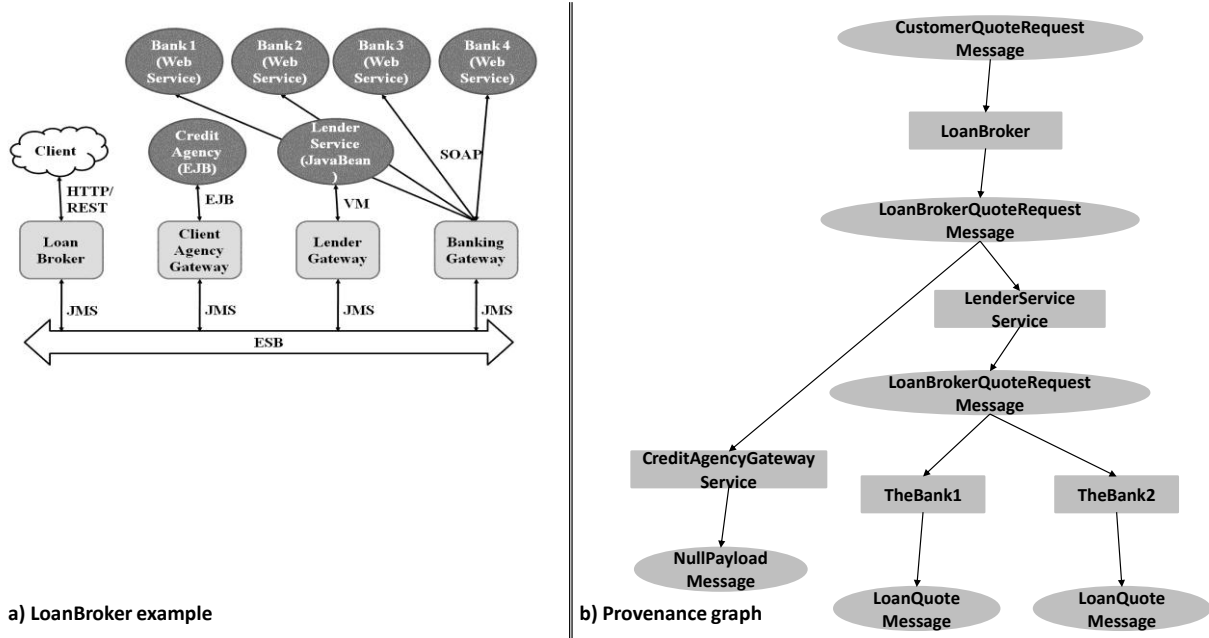 Bank 1
(Web
Service)
Bank 2
(Web
Service)
Bank 3
(Web
Service)
Bank 4
(Web
Service)
Client
Credit
Agency
(EJB)
Lender
Service
(JavaBean
)
SOAP
HTTP/
REST
EJB
VM
Loan
Broker
Client
Agency
Gateway
Lender
Gateway
Banking
Gateway
JMS
JMS
JMS
JMS
ESB
a) LoanBroker example
CustomerQuoteRequest
Message
LoanBroker
LoanBrokerQuoteRequest
Message
LenderService
Service
LoanBrokerQuoteRequest
Message
CreditAgencyGateway
Service
TheBank1
TheBank2
NullPayload
Message
LoanQuote
Message
LoanQuote
Message
b) Provenance graph